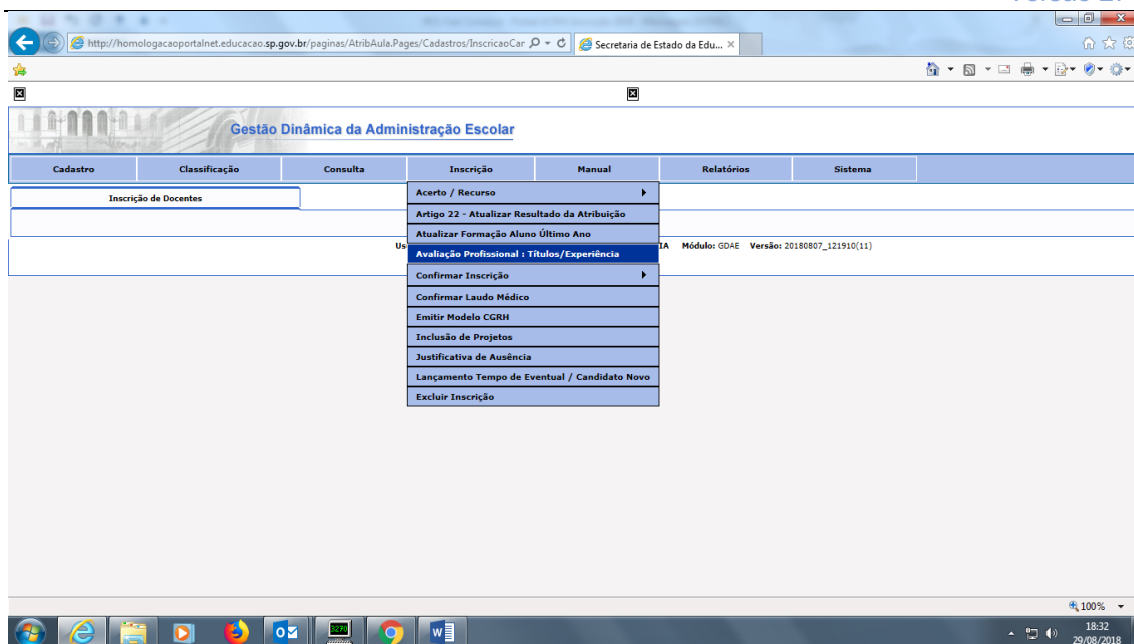 http://homologacaoportalnet.educacao.sp.gov.br/paginas/AtribAula.Pages/Cadastros/InscricaoCar
Secretaria de Estado da Edu...
Gestão Dinâmica da Administração Escolar
Cadastro Classificação Consulta Inscrição Manual Relatórios Sistema
Inscrição de Docentes
Acerto / Recurso
Artigo 22 - Atualizar Resultado da Atribuição
Atualizar Formação Aluno Último Ano
Us IA Módulo: GDAE Versão: 20180807_121910(11)
Avaliação Profissional : Títulos/Experiência
Confirmar Inscrição
Confirmar Laudo Médico
Emitir Modelo CGRH
Inclusão de Projetos
Justificativa de Ausência
Lançamento Tempo de Eventual / Candidato Novo
Excluir Inscrição
100%
3270
18:32
29/08/2018